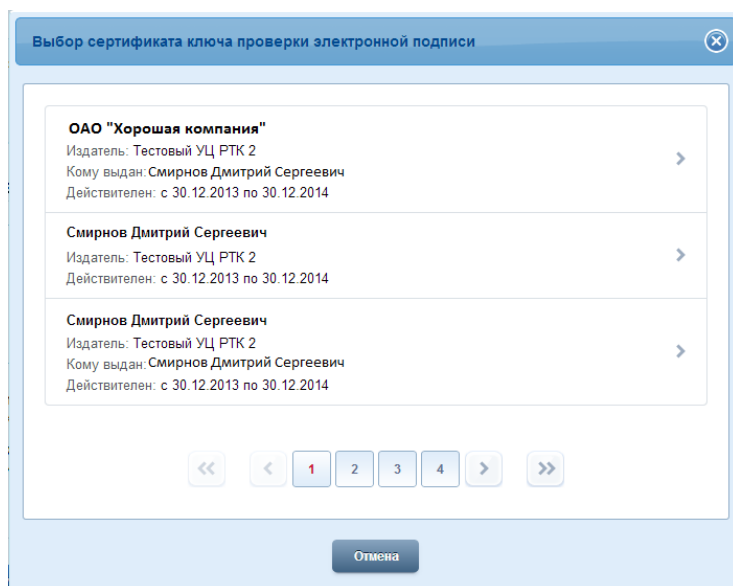 Выбор сертификата ключа проверки электронной подписи
ОАО "Хорошая компания"
Издатель: Тестовый УЦ РТК 2
Кому выдан: Смирнов Дмитрий Сергеевич
Действителен: с 30.12.2013 по 30.12.2014
Смирнов Дмитрий Сергеевич
Издатель: Тестовый УЦ РТК 2
Действителен: с 30.12.2013 по 30.12.2014
Смирнов Дмитрий Сергеевич
Издатель: Тестовый УЦ РТК 2
Кому выдан: Смирнов Дмитрий Сергеевич
Действителен: с 30.12.2013 по 30.12.2014
<< < 1 2 3 4 > >>
Отмена